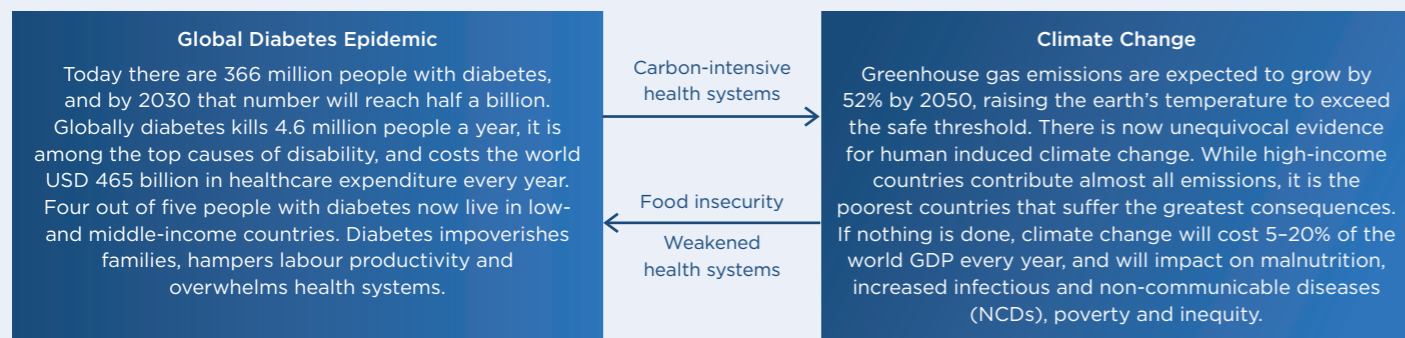 Global Diabetes Epidemic
Today there are 366 million people with diabetes,
and by 2030 that number will reach half a billion.
Globally diabetes kills 4.6 million people a year, it is
among the top causes of disability, and costs the world
USD 465 billion in healthcare expenditure every year.
Four out of five people with diabetes now live in low-
and middle-income countries. Diabetes impoverishes
families, hampers labour productivity and
overwhelms health systems.
Carbon-intensive
health systems
Food insecurity
Weakened
health systems
Climate Change
Greenhouse gas emissions are expected to grow by
52% by 2050, raising the earth’s temperature to exceed
the safe threshold. There is now unequivocal evidence
for human induced climate change. While high-income
countries contribute almost all emissions, it is the
poorest countries that suffer the greatest consequences.
If nothing is done, climate change will cost 5–20% of the
world GDP every year, and will impact on malnutrition,
increased infectious and non-communicable diseases
(NCDs), poverty and inequity.